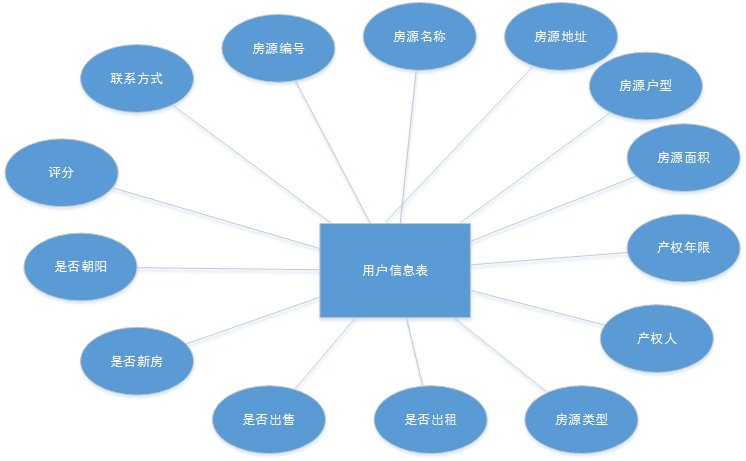 房源名称
房源地址
房源编号
联系方式
房源户型
房源面积
评分
产权年限
是否朝阳
用户信息表
产权人
是否新房
是否出售
是否出租
房源类型